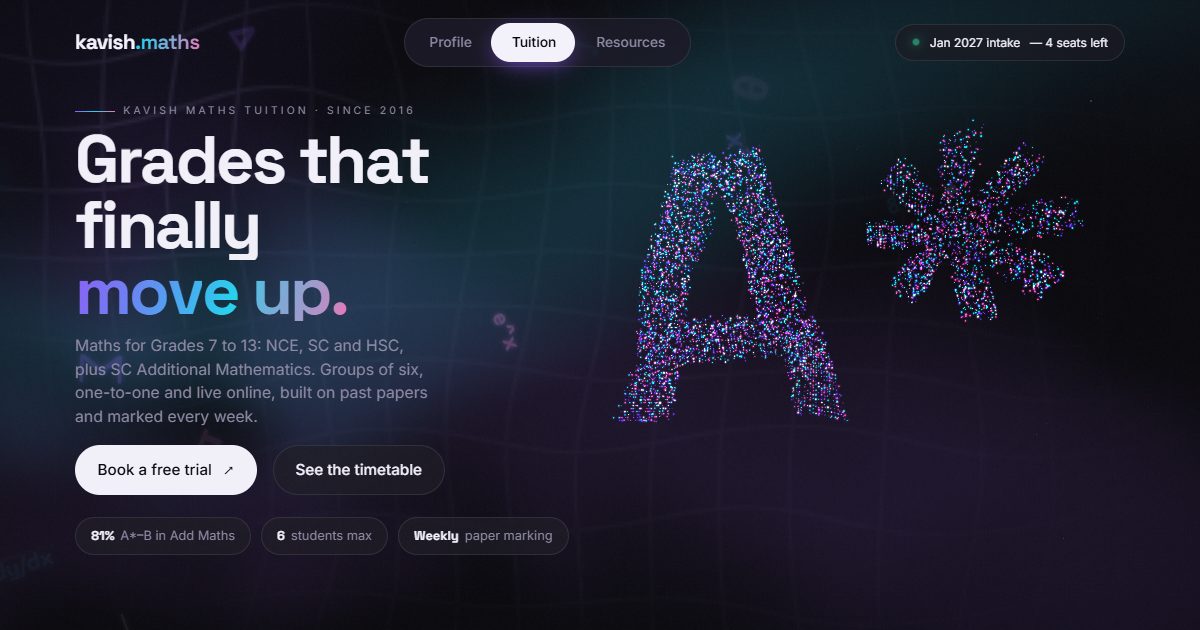 kavish.maths
Profile
Tuition
Resources
Jan 2027 intake — 4 seats left
KAVISH MATHS TUITION · SINCE 2016
Grades that
finally
move up.
A*
Maths for Grades 7 to 13: NCE, SC and HSC,
plus SC Additional Mathematics. Groups of six,
one-to-one and live online, built on past papers
and marked every week.
Book a free trial ↗
See the timetable
81% A*–B in Add Maths
6 students max
Weekly paper marking
e^x
dy/dx